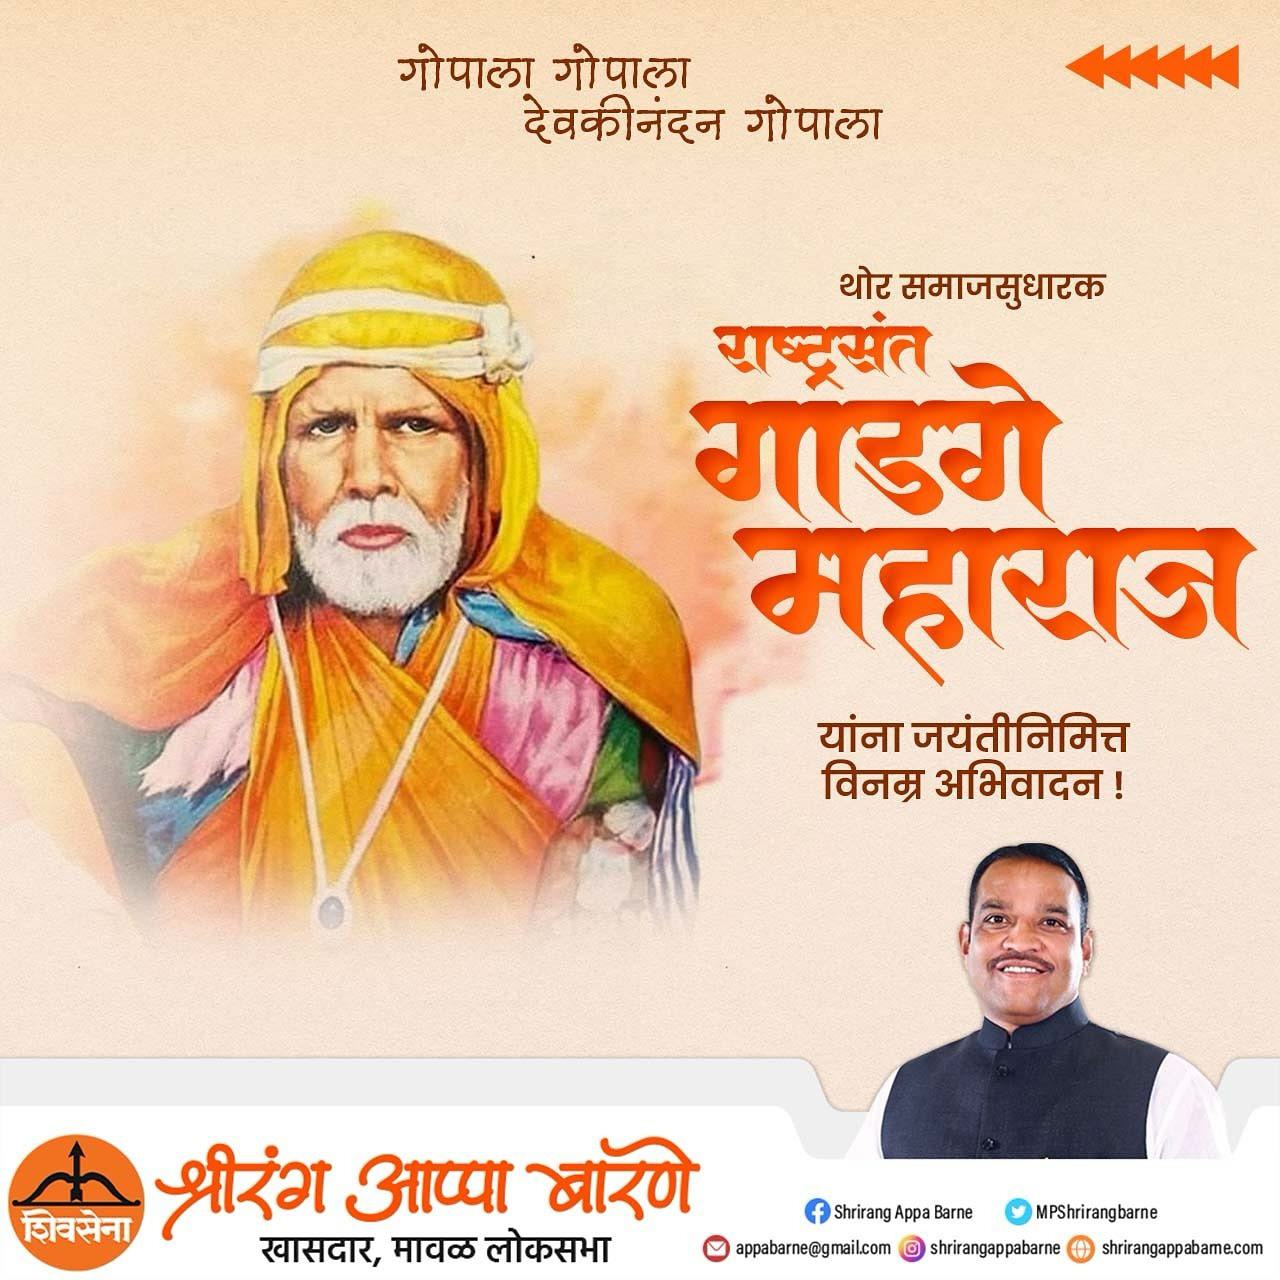 गोपाला गोपाला
देवकीनंदन गोपाला
थोर समाजसुधारक
राष्ट्रसंत
गाडगे
महाराज
यांना जयंतीनिमित्त
विनम्र अभिवादन !
शिवसेना
श्रीरंग आप्पा बारणे
खासदार, मावळ लोकसभा
Shrirang Appa Barne MPShrirangbarne
appabarne@gmail.com shrirangappabarne shrirangappabarne.com